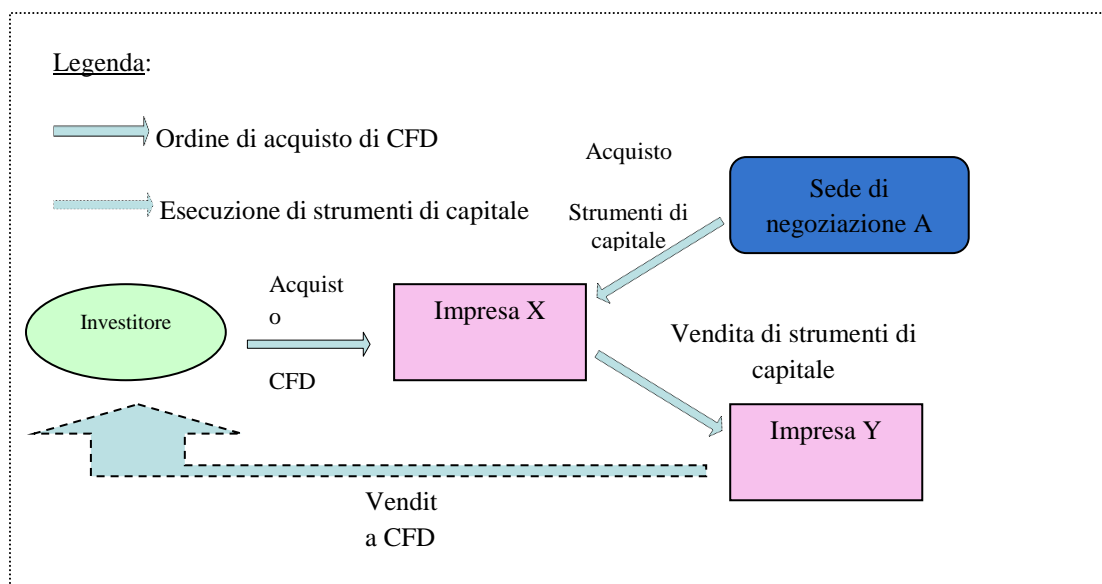 Legenda:
Ordine di acquisto di CFD
Esecuzione di strumenti di capitale
Acquisto
Strumenti di
capitale
Sede di
negoziazione A
Investitore
Acquist
o
CFD
Impresa X
Vendita di strumenti di
capitale
Impresa Y
Vendit
a CFD